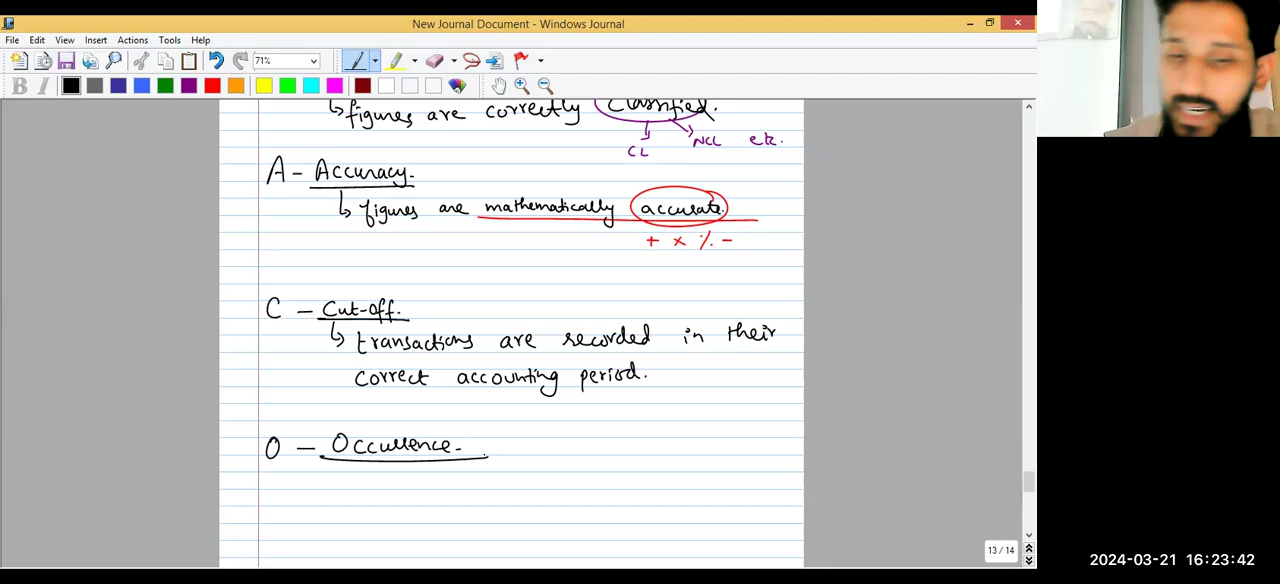 New Journal Document - Windows Journal
File Edit View Insert Actions Tools Help
71%
B I
↳ figures are correctly Classified.
CL NCL etc.
A - Accuracy.
↳ figures are mathematically accurate.
+ × % -
C - Cut-off.
↳ transactions are recorded in their
correct accounting period.
O - Occurrence.
13 / 14
2024-03-21 16:23:42